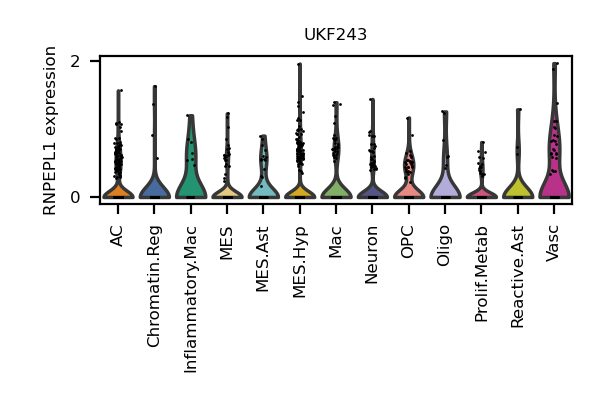 UKF243
RNPEPL1 expression
2
0
AC
Chromatin.Reg
Inflammatory.Mac
MES
MES.Ast
MES.Hyp
Mac
Neuron
OPC
Oligo
Prolif.Metab
Reactive.Ast
Vasc